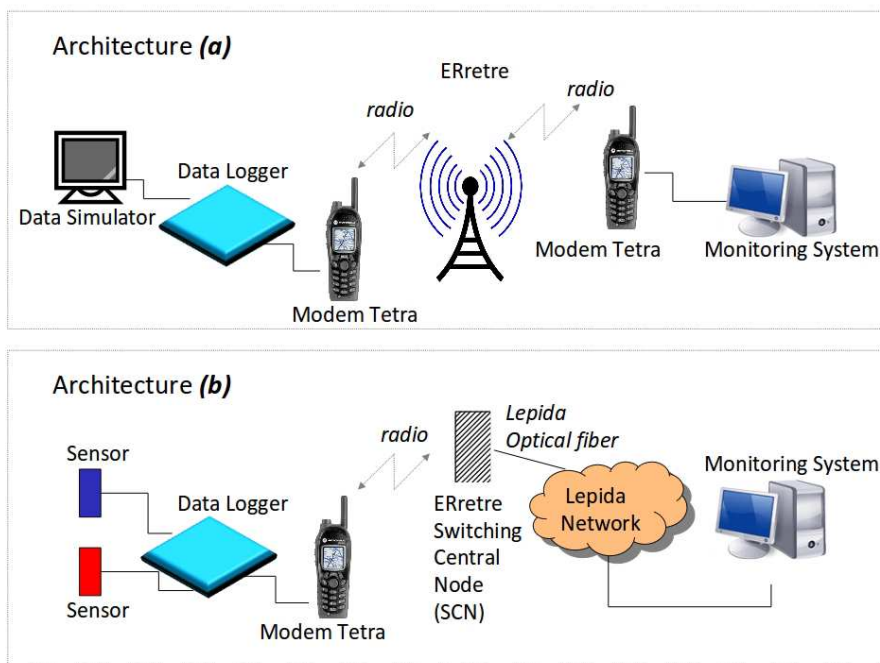 Architecture (a)
ERretre
radio
radio
Data Logger
Data Simulator
Modem Tetra
Modem Tetra
Monitoring System
Architecture (b)
Lepida
Optical fiber
radio
Sensor
Data Logger
Monitoring System
Lepida
Network
ERretre
Switching
Central
Node
(SCN)
Sensor
Modem Tetra